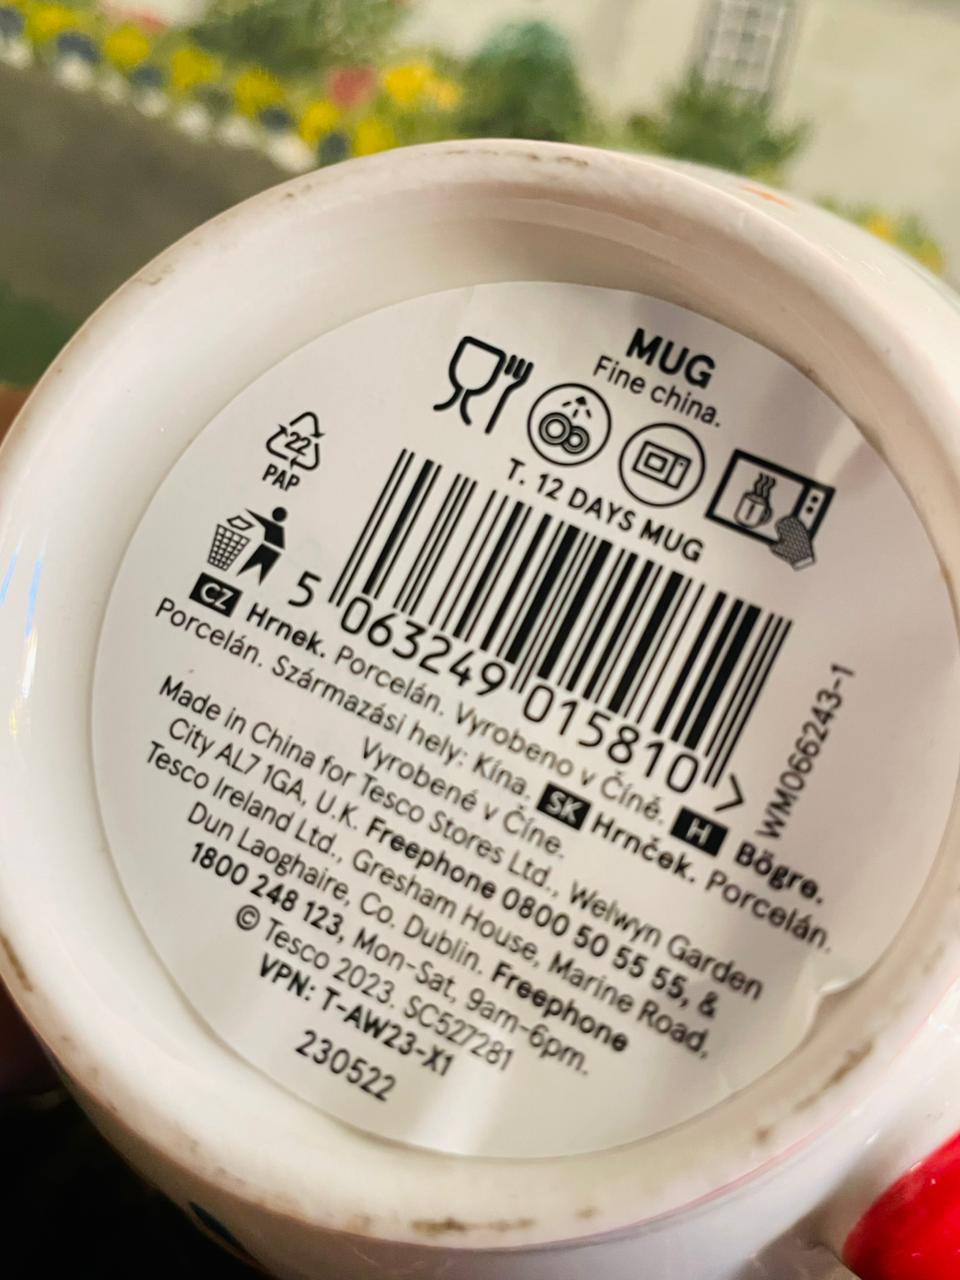 MUG
Fine china.
22
PAP
T. 12 DAYS MUG
5 063249 015810 >
WM066243-1
CZ Hrnek. Porcelán. Vyrobeno v Číně. H Bögre.
Porcelán. Származási hely: Kína. SK Hrnček. Porcelán.
Vyrobené v Číne.
Made in China for Tesco Stores Ltd., Welwyn Garden
City AL7 1GA, U.K. Freephone 0800 50 55 55, &
Tesco Ireland Ltd., Gresham House, Marine Road,
Dun Laoghaire, Co. Dublin. Freephone
1800 248 123, Mon-Sat, 9am-6pm.
© Tesco 2023. SC527281
VPN: T-AW23-X1
230522